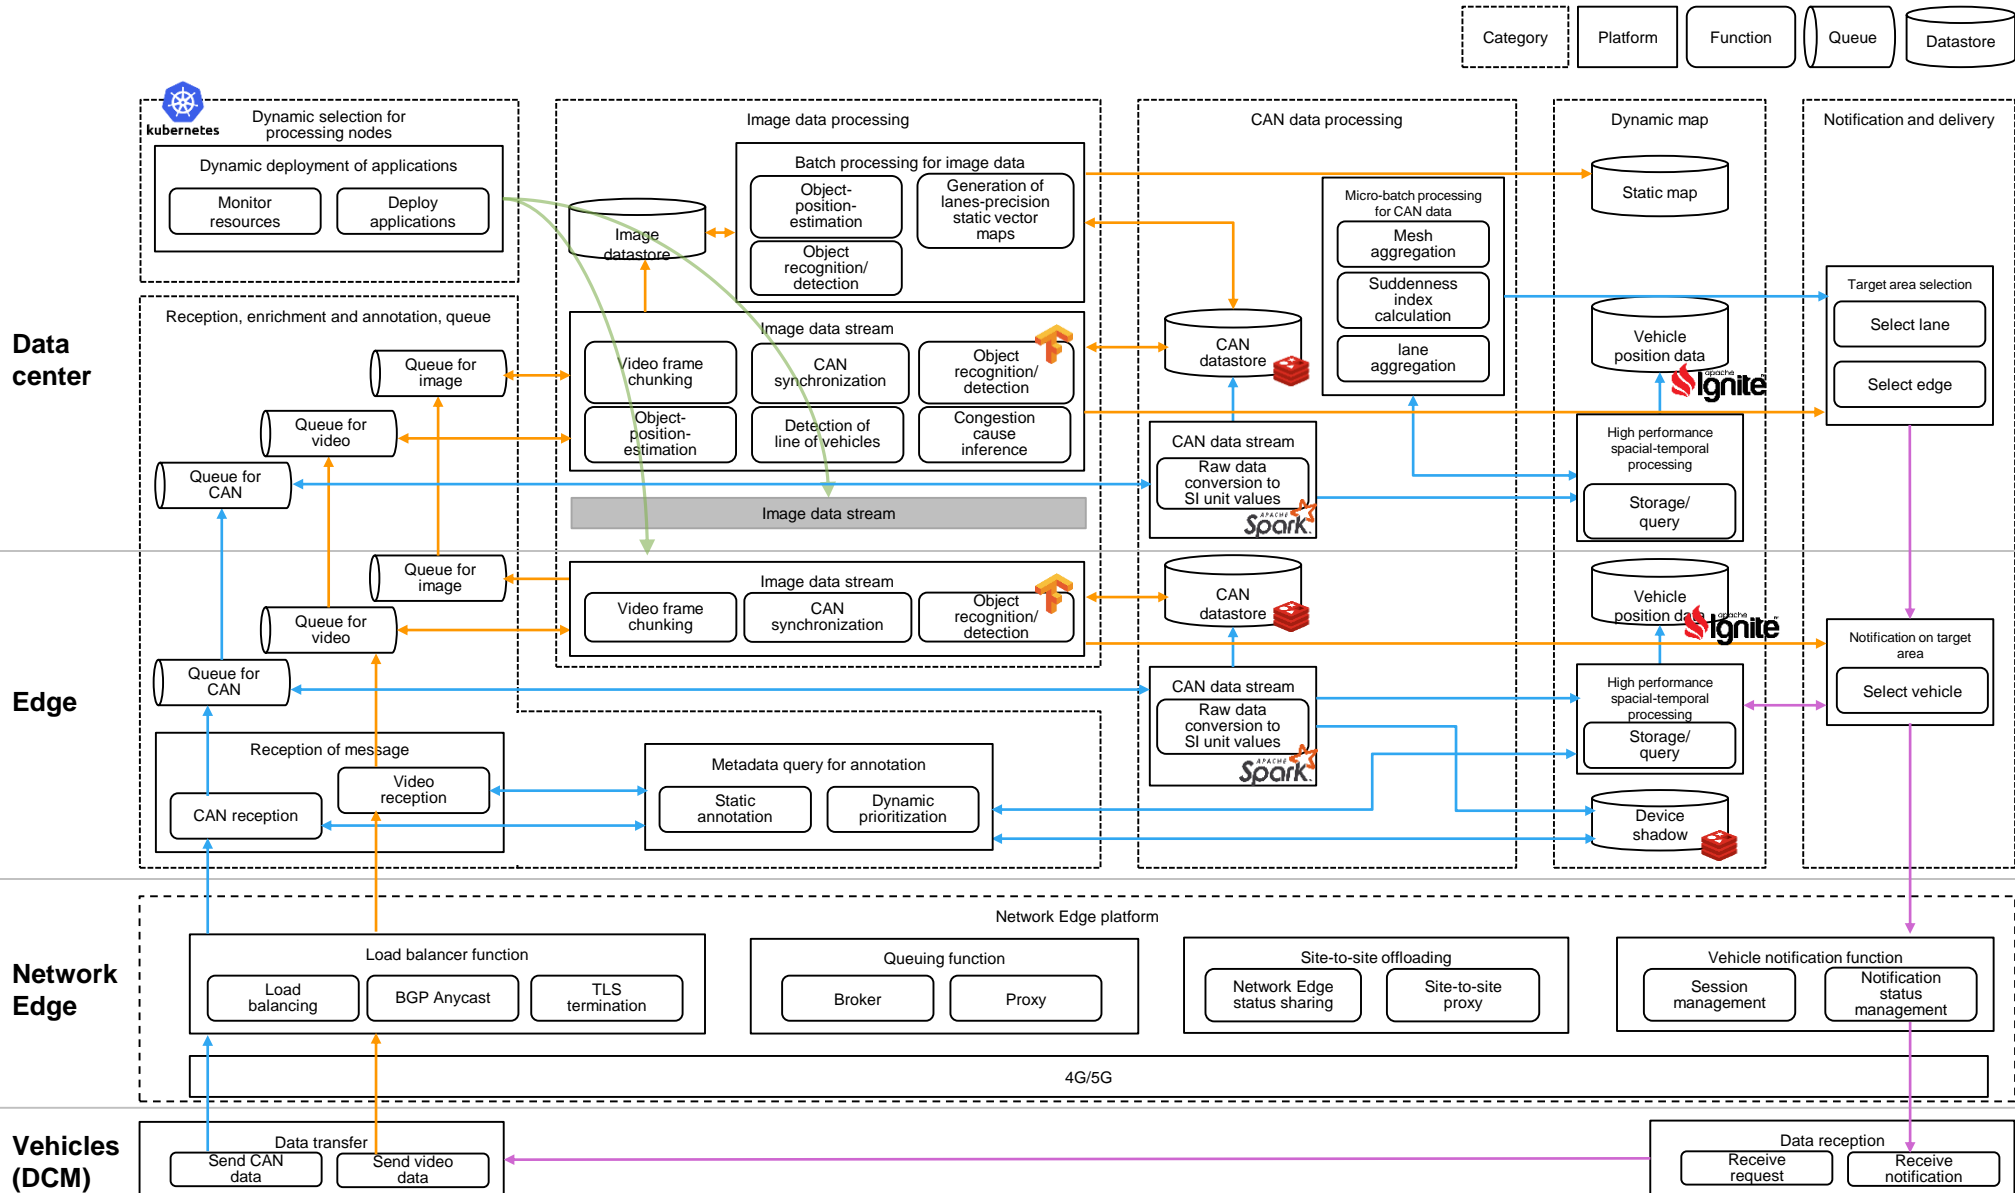 Category
Platform
Function
Queue
Datastore
kubernetes
Dynamic selection for
processing nodes
Dynamic deployment of applications
Monitor
resources
Deploy
applications
Image data processing
Batch processing for image data
Object-
position-
estimation
Generation of
lanes-precision
static vector
maps
Object
recognition/
detection
Image
datastore
CAN data processing
Micro-batch processing
for CAN data
Mesh
aggregation
Suddenness
index
calculation
lane
aggregation
Dynamic map
Static map
Notification and delivery
Target area selection
Select lane
Select edge
Data
center
Reception, enrichment and annotation, queue
Queue for
image
Queue for
video
Queue for
CAN
Image data stream
Video frame
chunking
CAN
synchronization
Object
recognition/
detection
Object-
position-
estimation
Detection of
line of vehicles
Congestion
cause
inference
Image data stream
CAN
datastore
CAN data stream
Raw data
conversion to
SI unit values
APACHE
Spark
Vehicle
position data
apache
Ignite
High performance
spacial-temporal
processing
Storage/
query
Edge
Queue for
image
Queue for
video
Queue for
CAN
Image data stream
Video frame
chunking
CAN
synchronization
Object
recognition/
detection
CAN
datastore
CAN data stream
Raw data
conversion to
SI unit values
APACHE
Spark
Vehicle
position data
apache
Ignite
High performance
spacial-temporal
processing
Storage/
query
Notification on target
area
Select vehicle
Reception of message
Video
reception
CAN reception
Metadata query for annotation
Static
annotation
Dynamic
prioritization
Device
shadow
Network
Edge
Network Edge platform
Load balancer function
Load
balancing
BGP Anycast
TLS
termination
Queuing function
Broker
Proxy
Site-to-site offloading
Network Edge
status sharing
Site-to-site
proxy
Vehicle notification function
Session
management
Notification
status
management
4G/5G
Vehicles
(DCM)
Data transfer
Send CAN
data
Send video
data
Data reception
Receive
request
Receive
notification